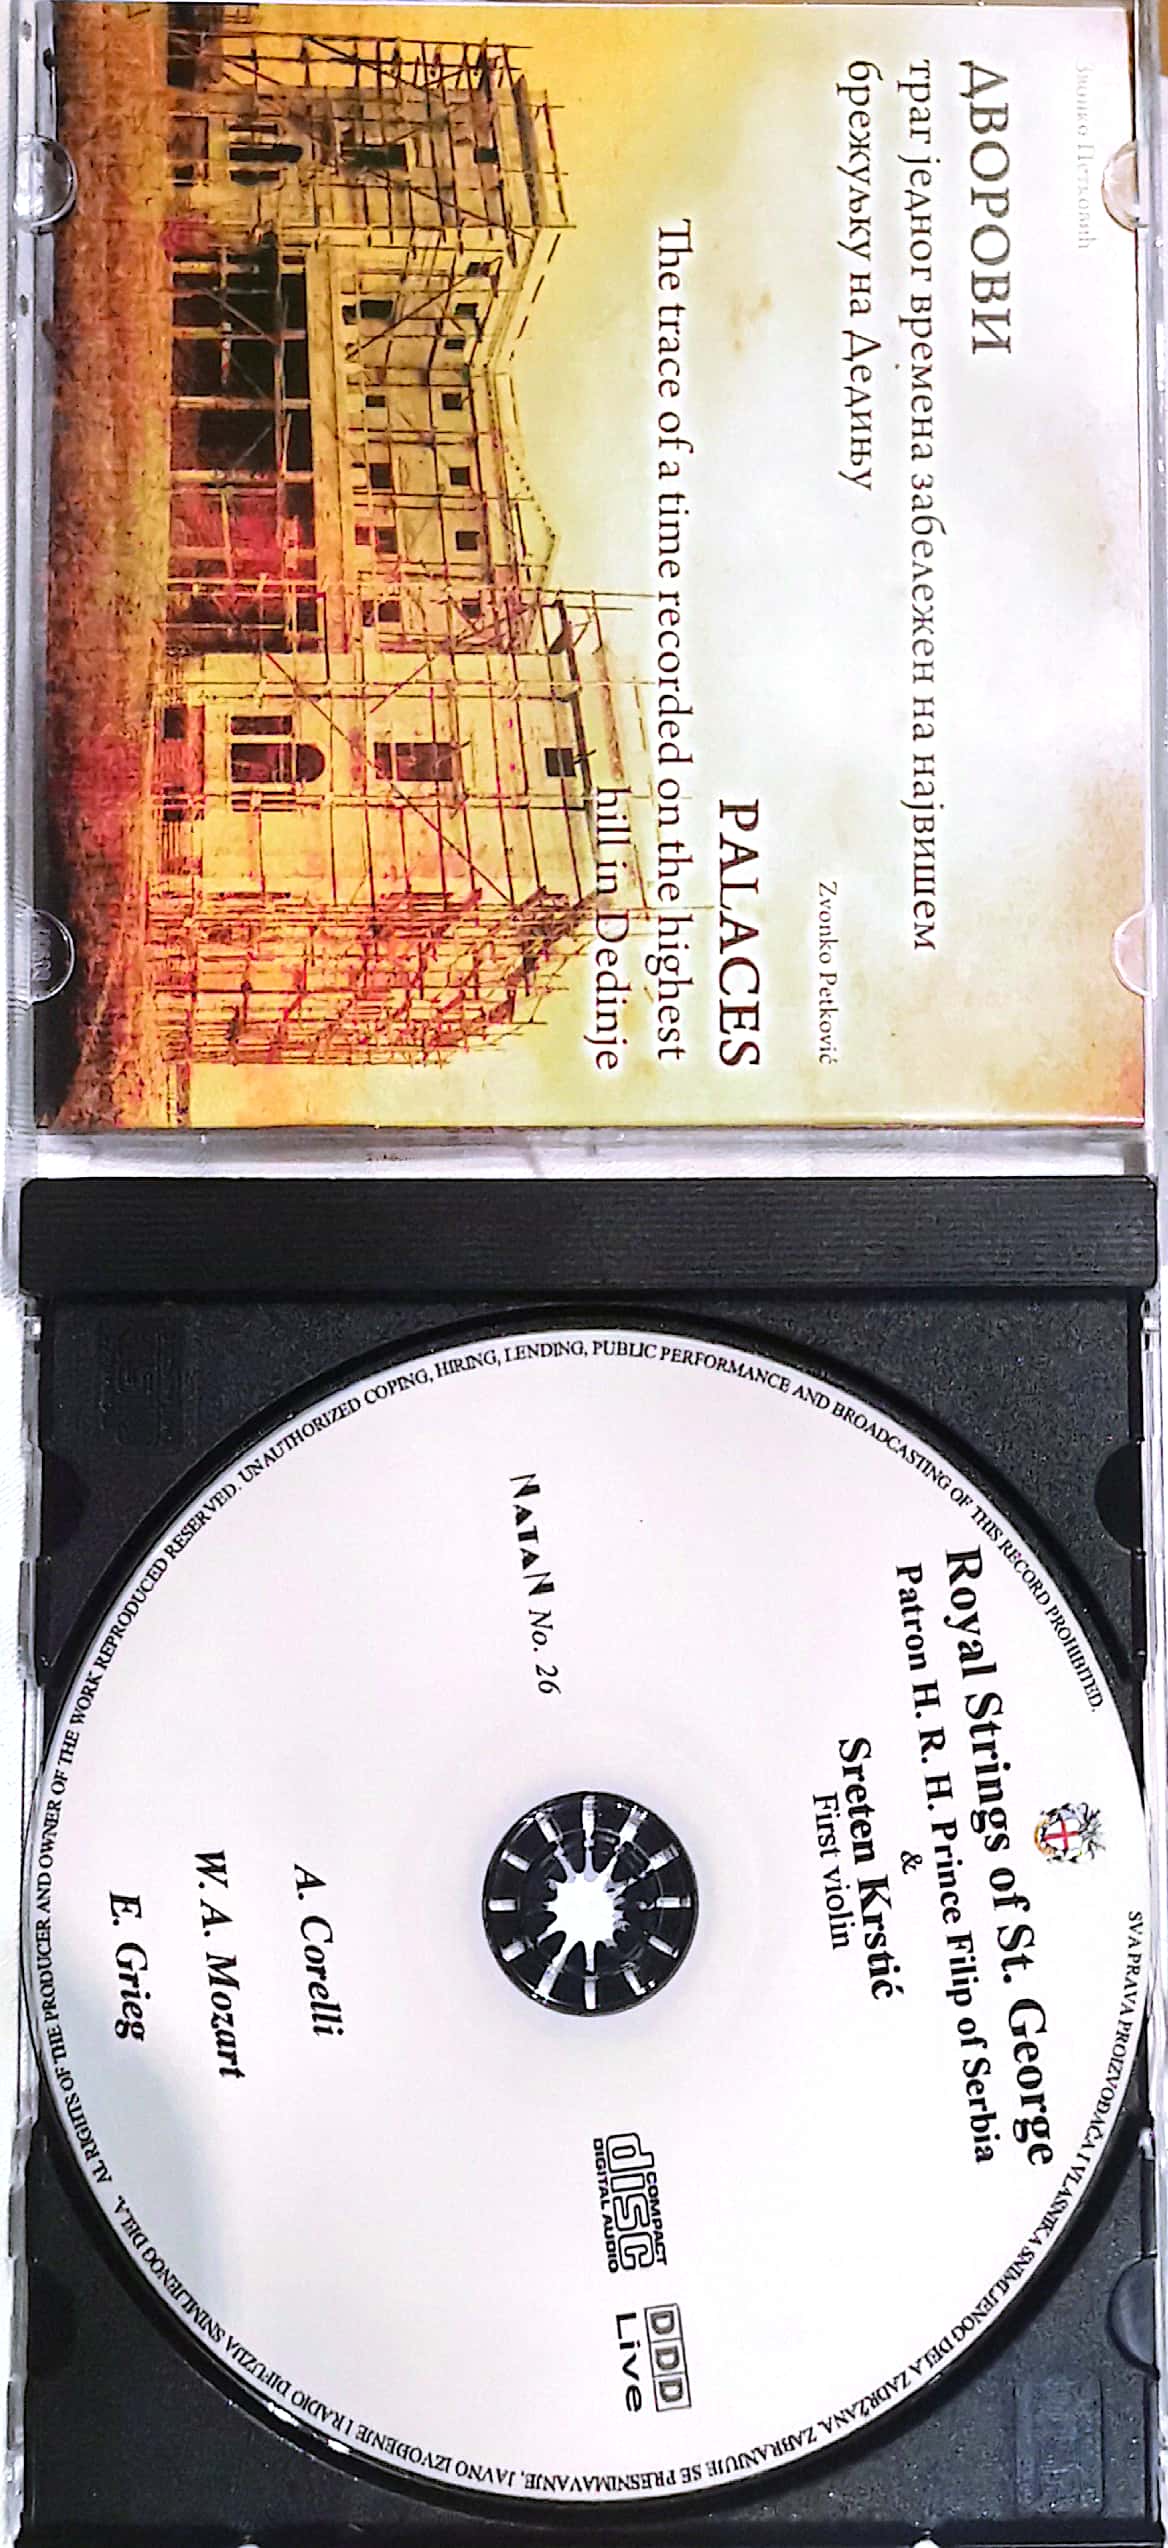 Звонко Петковић
ДВОРОВИ
траг једног времена забележен на највишем
брежуљку на Дедињу
Zvonko Petković
PALACES
The trace of a time recorded on the highest
hill in Dedinje
Royal Strings of St. George
Patron H. R. H. Prince Filip of Serbia
&
Sreten Krstić
First violin
COMPACT
disc
DIGITAL AUDIO
DDD
Live
NATAN No. 26
A. Corelli
W. A. Mozart
E. Grieg
SVA PRAVA PROIZVOĐAČA I VLASNIKA SNIMLJENOG DELA ZADRŽANA. ZABRANJUJE SE PRESNIMAVANJE, JAVNO IZVOĐENJE I RADIO DIFUZIJA SNIMLJENOG DELA.
AL RIGHTS OF THE PRODUCER AND OWNER OF THE WORK REPRODUCED RESERVED. UNAUTHORIZED COPING, HIRING, LENDING, PUBLIC PERFORMANCE AND BROADCASTING OF THIS RECORD PROHIBITED.